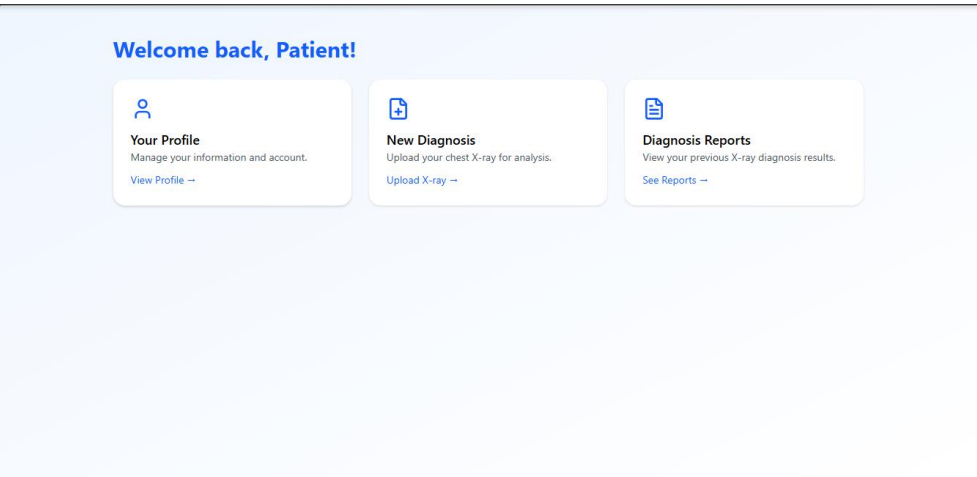 Welcome back, Patient!
Your Profile
Manage your information and account.
View Profile →
New Diagnosis
Upload your chest X-ray for analysis.
Upload X-ray →
Diagnosis Reports
View your previous X-ray diagnosis results.
See Reports →